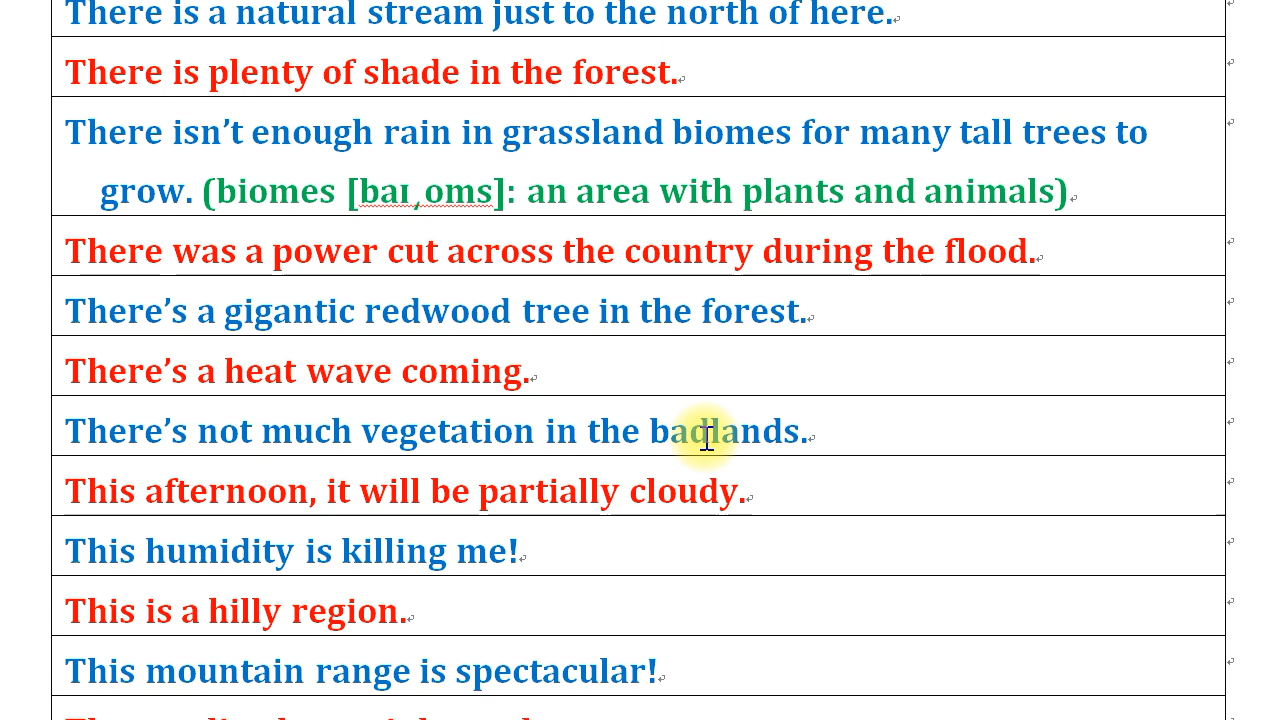 There is a natural stream just to the north of here.
There is plenty of shade in the forest.
There isn’t enough rain in grassland biomes for many tall trees to
grow. (biomes [baɪˌoms]: an area with plants and animals)
There was a power cut across the country during the flood.
There’s a gigantic redwood tree in the forest.
There’s a heat wave coming.
There’s not much vegetation in the badlands.
This afternoon, it will be partially cloudy.
This humidity is killing me!
This is a hilly region.
This mountain range is spectacular!